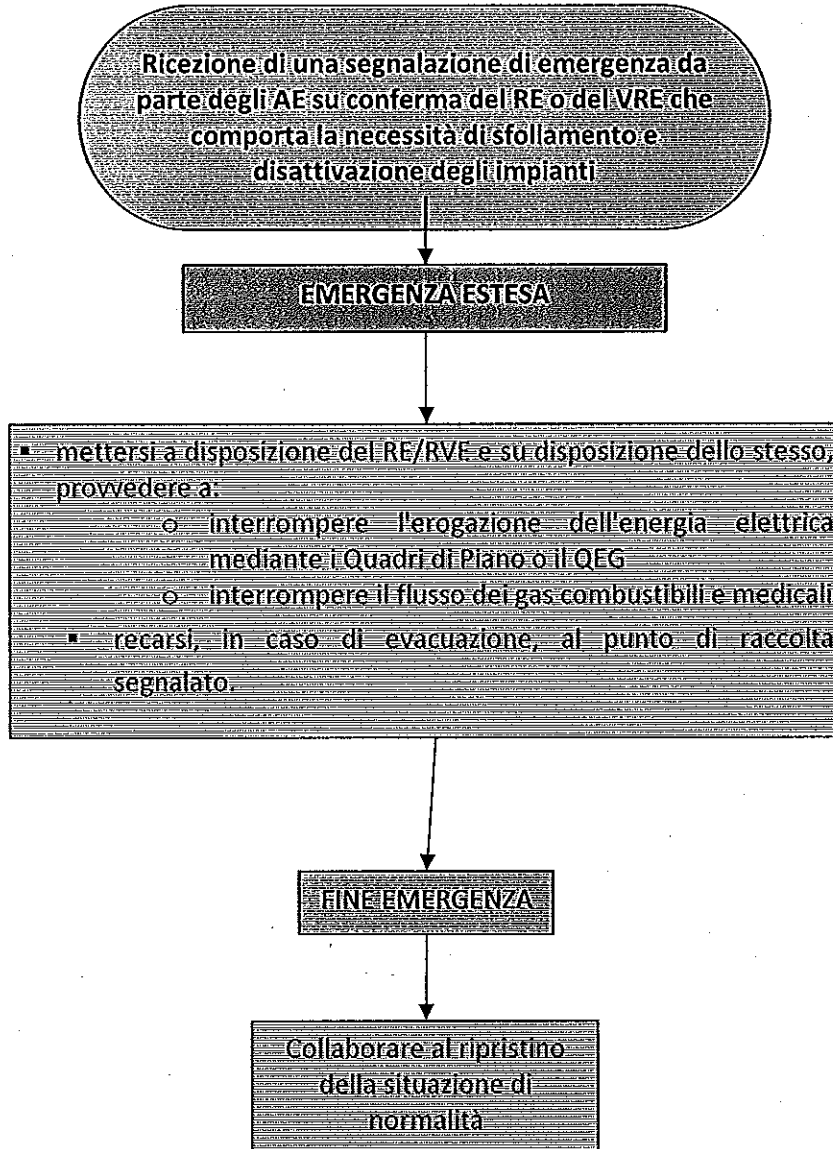 Ricezione di una segnalazione di emergenza da
parte degli AE su conferma del RE o del VRE che
comporta la necessità di sfollamento e
disattivazione degli impianti
EMERGENZA ESTESA
▪ mettersi a disposizione del RE/RVE e su disposizione dello stesso,
provvedere a:
o interrompere l'erogazione dell'energia elettrica
mediante i Quadri di Piano o il QEG
o interrompere il flusso dei gas combustibili e medicali
▪ recarsi, in caso di evacuazione, al punto di raccolta
segnalato.
FINE EMERGENZA
Collaborare al ripristino
della situazione di
normalità